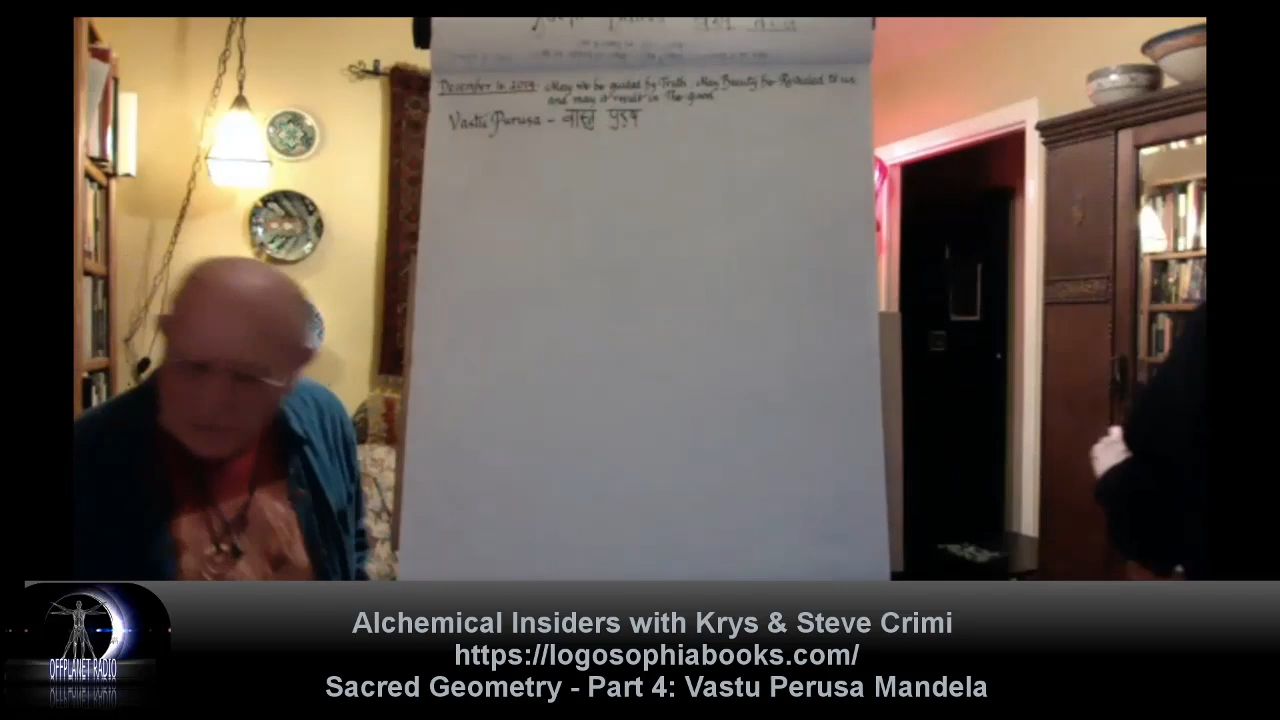 December 16, 2019. May we be guided by Truth, May Beauty be Revealed to us,
and may it result in The good
Vastu Purusa - वास्तु पुरुष
OFFPLANET RADIO
Alchemical Insiders with Krys & Steve Crimi
https://logosophiabooks.com/
Sacred Geometry - Part 4: Vastu Perusa Mandela